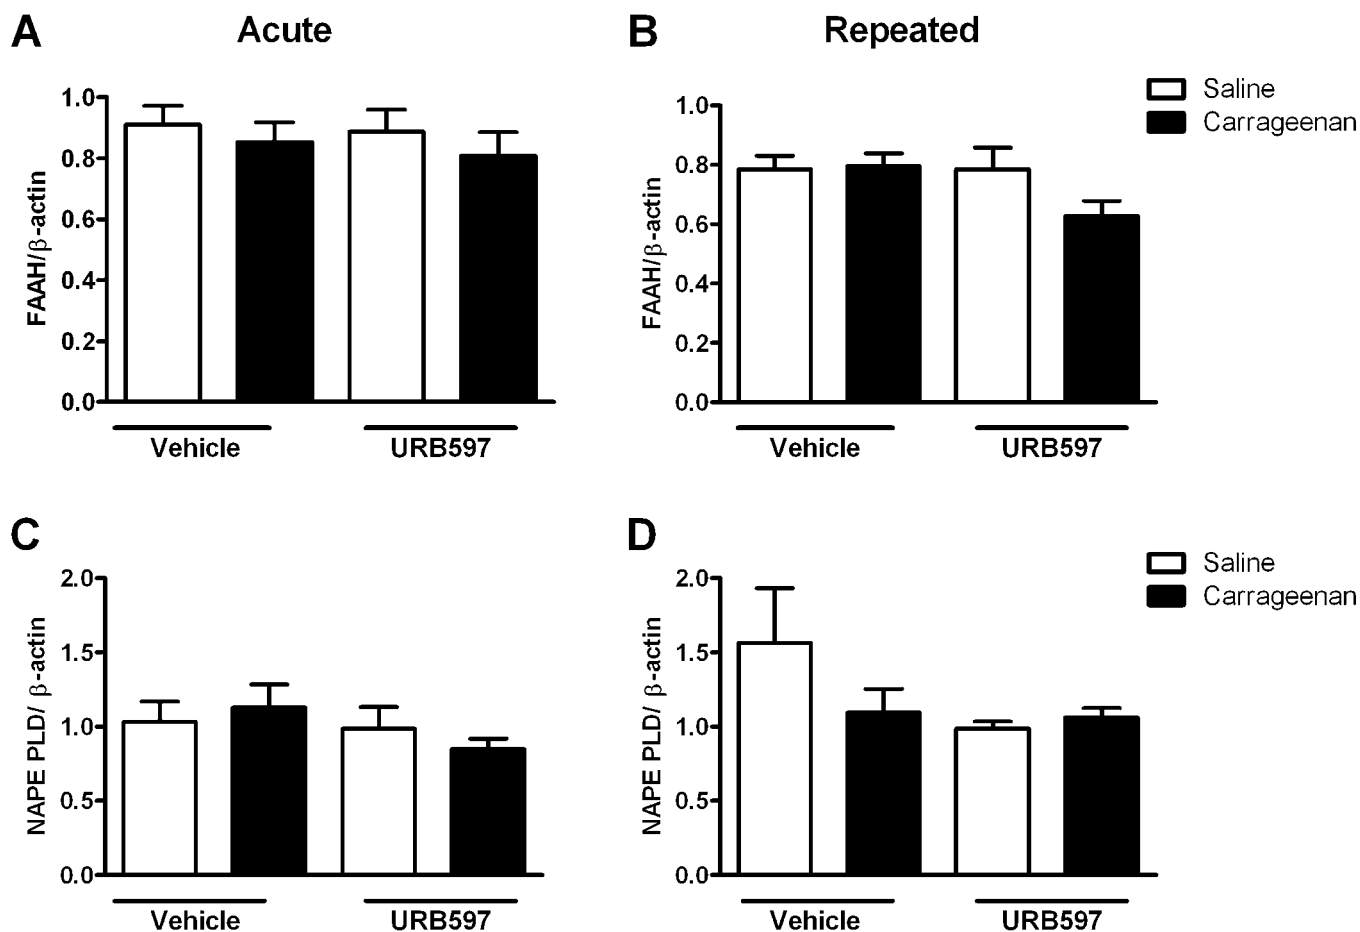 A
Acute
FAAH/β-actin
1.0
0.8
0.6
0.4
0.2
0.0
Vehicle
URB597
B
Repeated
Saline
Carrageenan
FAAH/β-actin
1.0
0.8
0.6
0.4
0.2
0.0
Vehicle
URB597
C
NAPE PLD/ β-actin
2.0
1.5
1.0
0.5
0.0
Vehicle
URB597
D
Saline
Carrageenan
NAPE PLD/ β-actin
2.0
1.5
1.0
0.5
0.0
Vehicle
URB597